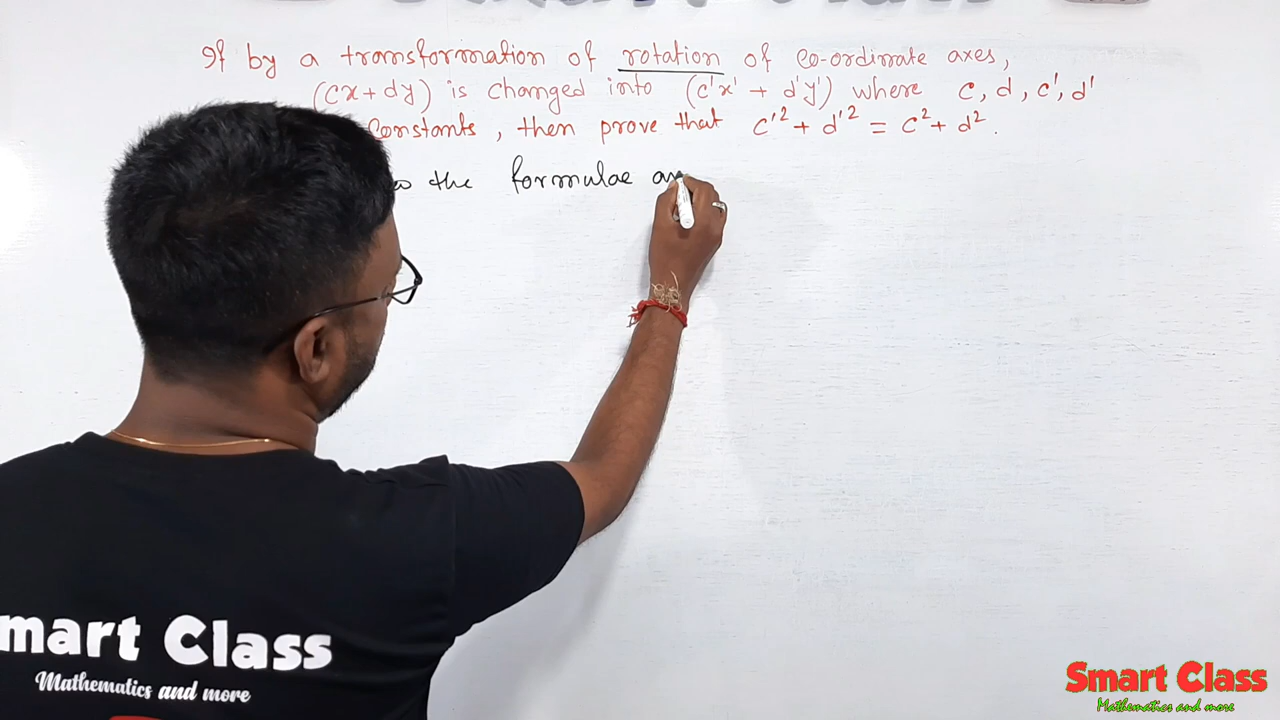 If by a transformation of rotation of co-ordinate axes,
(cx + dy) is changed into (c'x' + d'y') where c, d, c', d'
constants, then prove that c'² + d'² = c² + d².
the formulae
mart Class
Mathematics and more
Smart Class
Mathematics and more